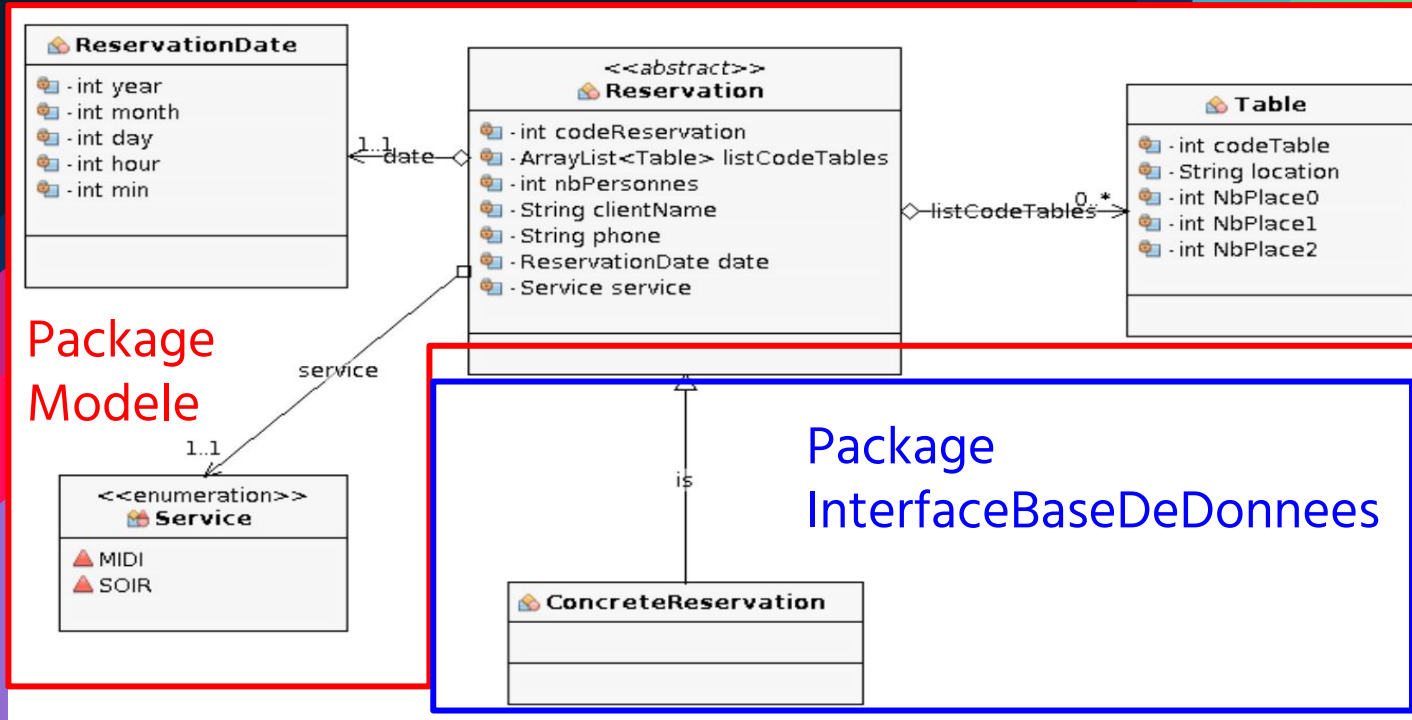 ReservationDate
- int year
- int month
- int day
- int hour
- int min
1..1
date
<<abstract>>
Reservation
- int codeReservation
- ArrayList<Table> listCodeTables
- int nbPersonnes
- String clientName
- String phone
- ReservationDate date
- Service service
0..*
listCodeTables
Table
- int codeTable
- String location
- int NbPlace0
- int NbPlace1
- int NbPlace2
Package
Modele
service
1..1
<<enumeration>>
Service
MIDI
SOIR
is
Package
InterfaceBaseDeDonnees
ConcreteReservation